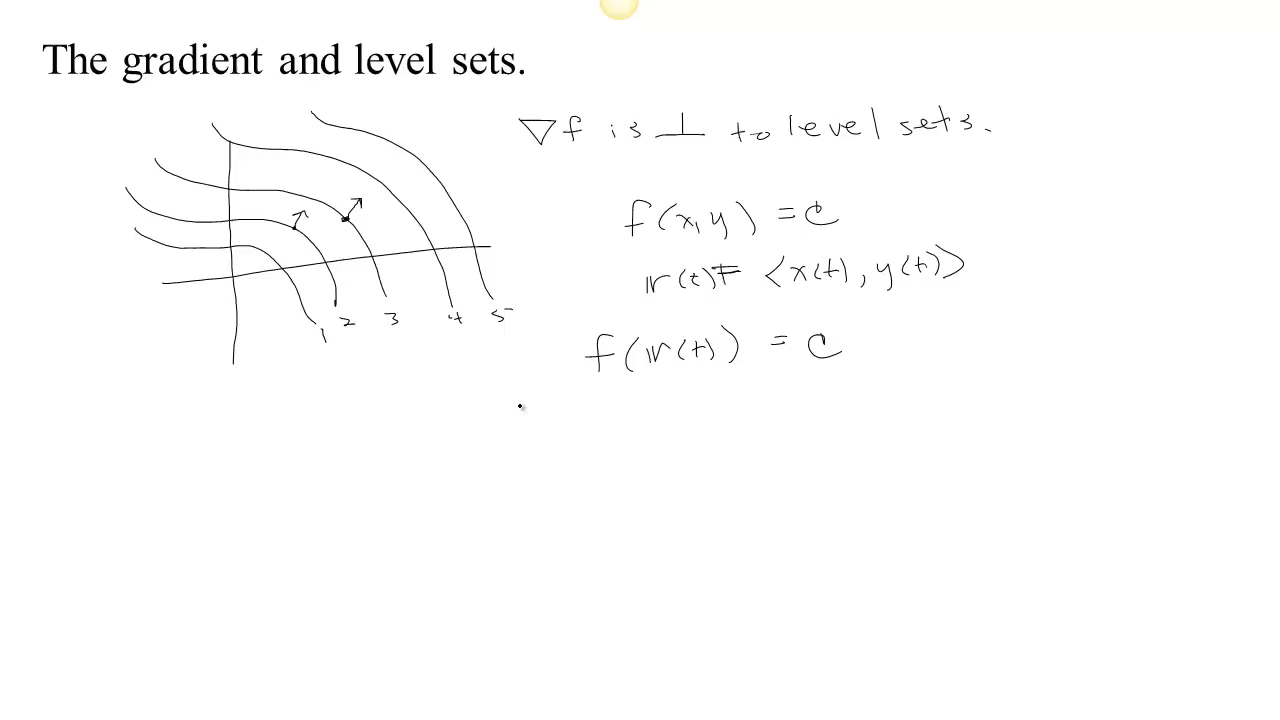 The gradient and level sets.
∇f is ⊥ to level sets.
f(x,y) = c
r(t) = ⟨x(t), y(t)⟩
f(r(t)) = c
1 2 3 4 5